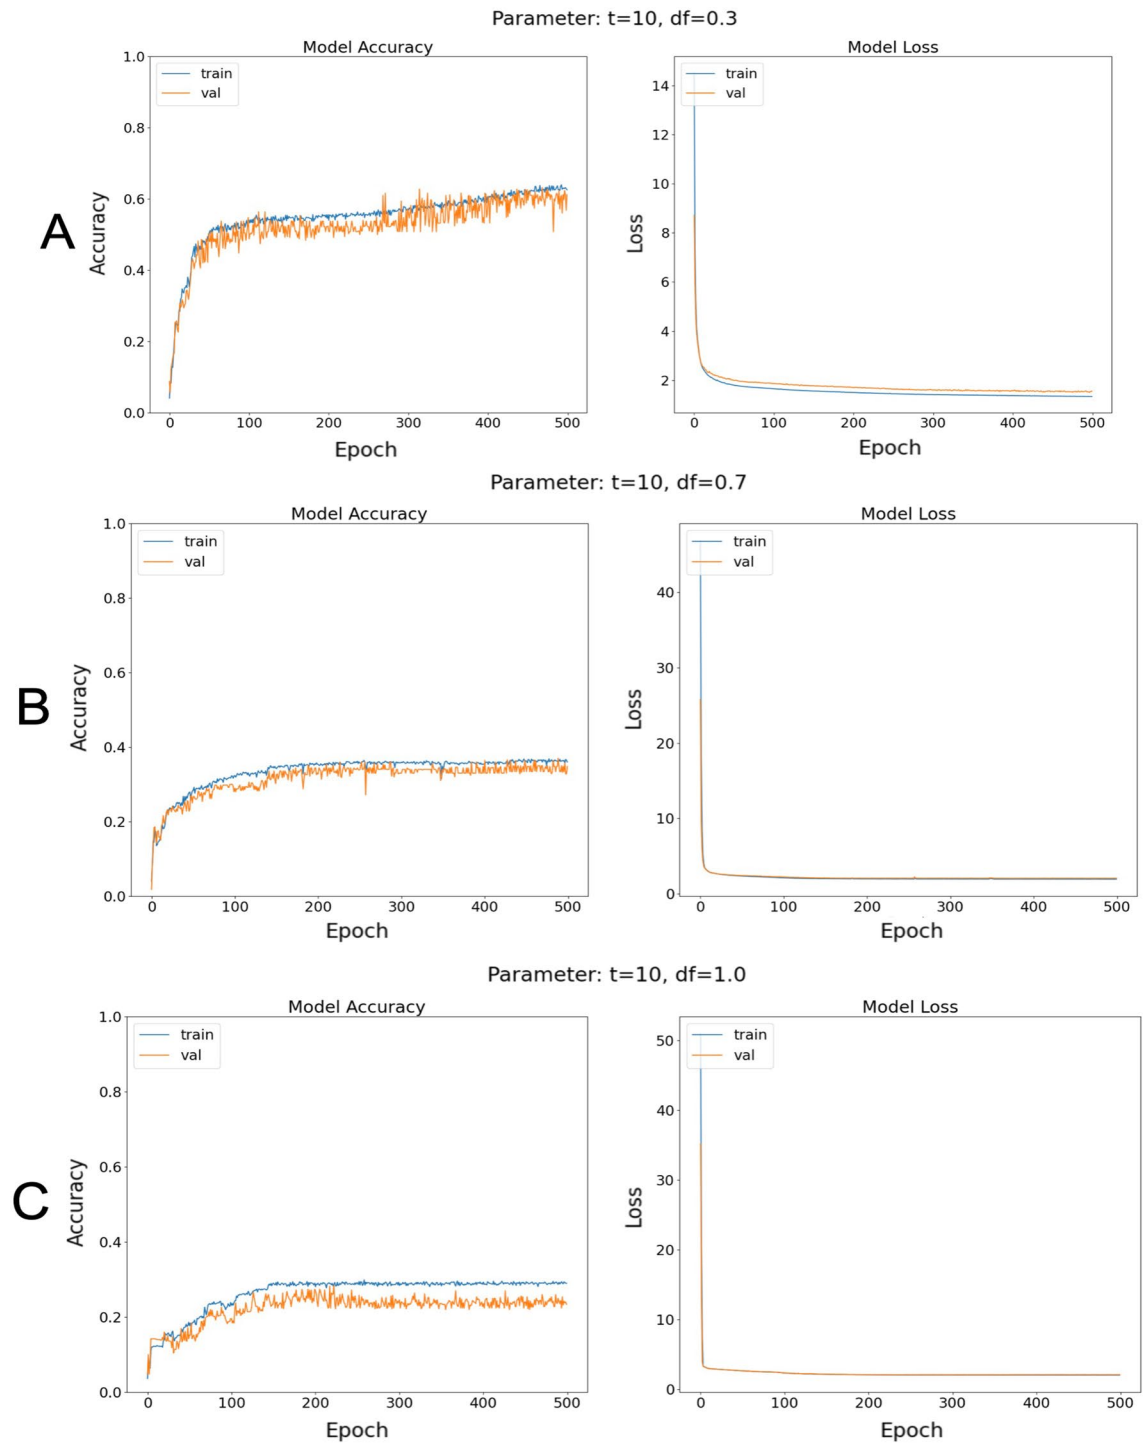 Parameter: t=10, df=0.3
A
Model Accuracy
train
val
1.0
0.8
0.6
0.4
0.2
0.0
Accuracy
0 100 200 300 400 500
Epoch
Model Loss
train
val
14
12
10
8
6
4
2
Loss
0 100 200 300 400 500
Epoch
Parameter: t=10, df=0.7
B
Model Accuracy
train
val
1.0
0.8
0.6
0.4
0.2
0.0
Accuracy
0 100 200 300 400 500
Epoch
Model Loss
train
val
40
30
20
10
0
Loss
0 100 200 300 400 500
Epoch
Parameter: t=10, df=1.0
C
Model Accuracy
train
val
1.0
0.8
0.6
0.4
0.2
0.0
Accuracy
0 100 200 300 400 500
Epoch
Model Loss
train
val
50
40
30
20
10
0
Loss
0 100 200 300 400 500
Epoch